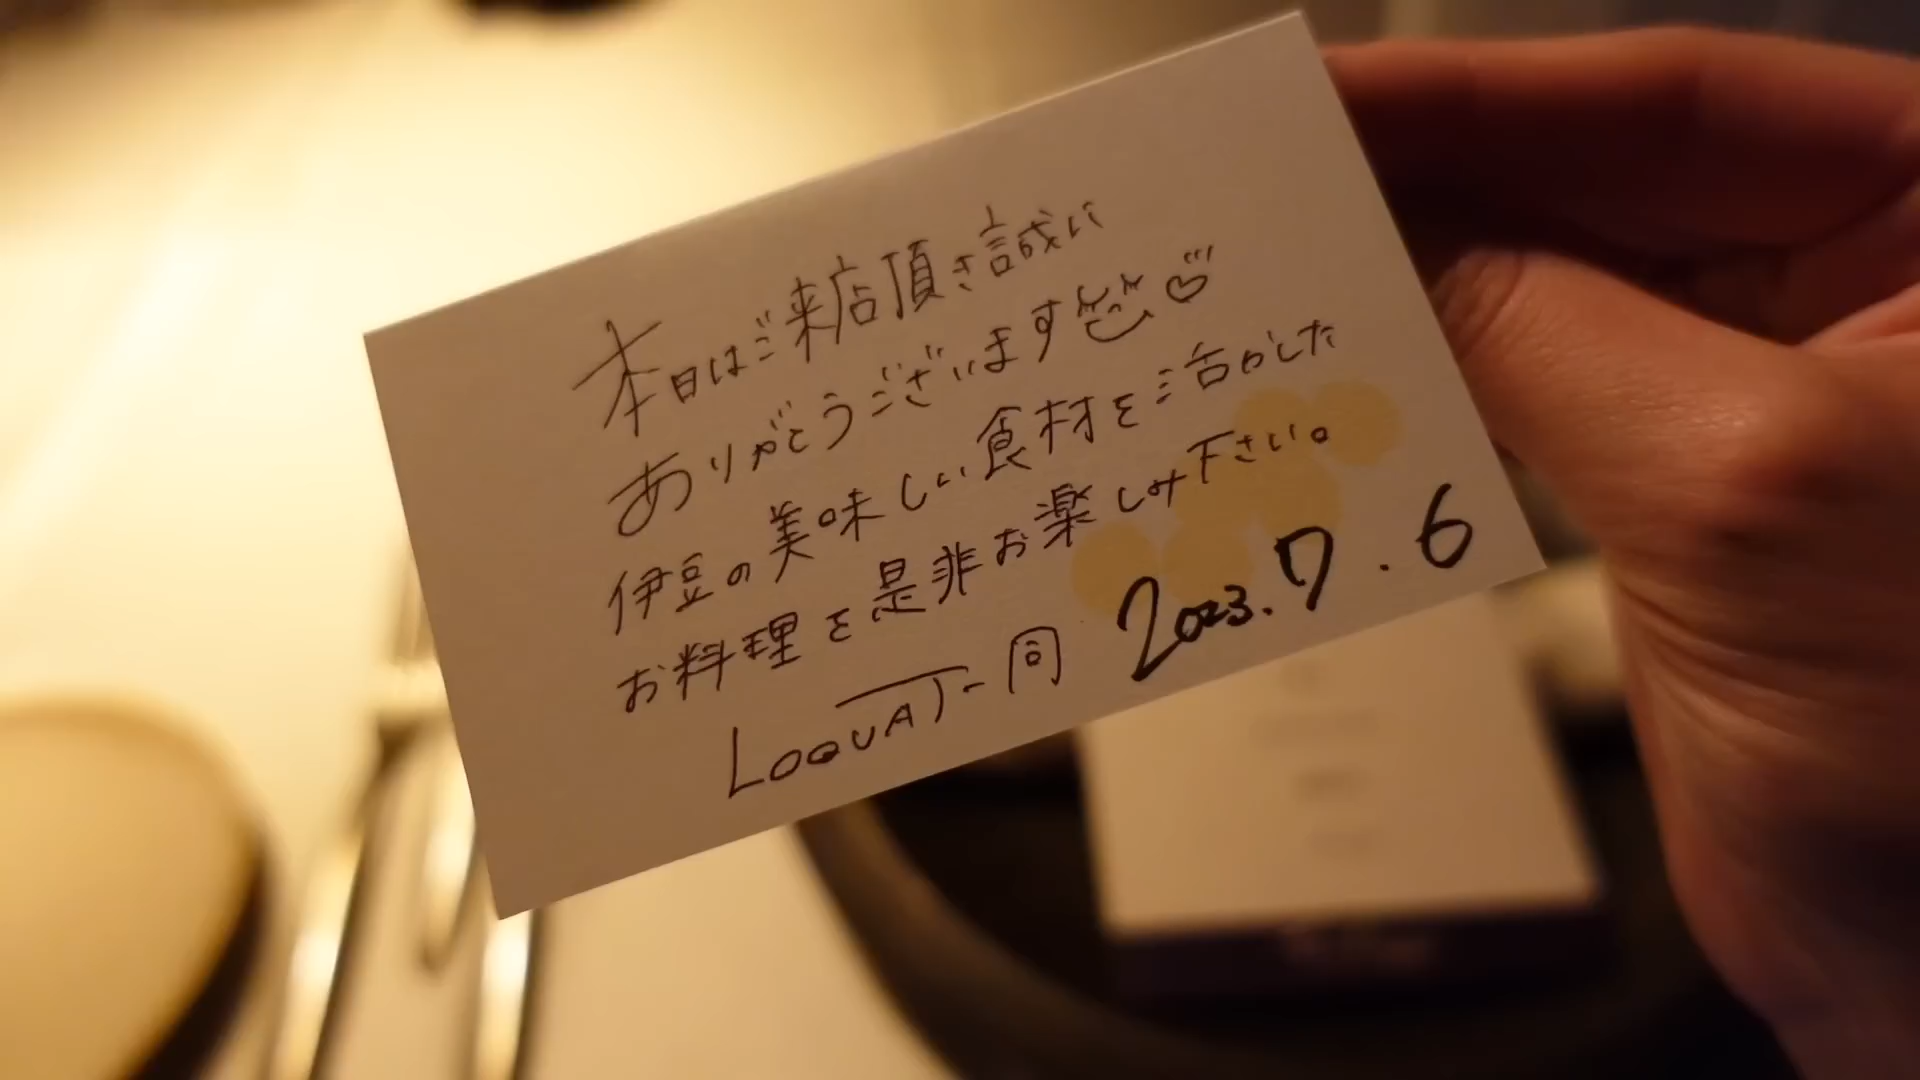 本日はご来店頂き誠に
ありがとうございます♡
伊豆の美味しい食材を活かした
お料理を是非お楽しみ下さい。
LOQUAT一同 2023.7.6